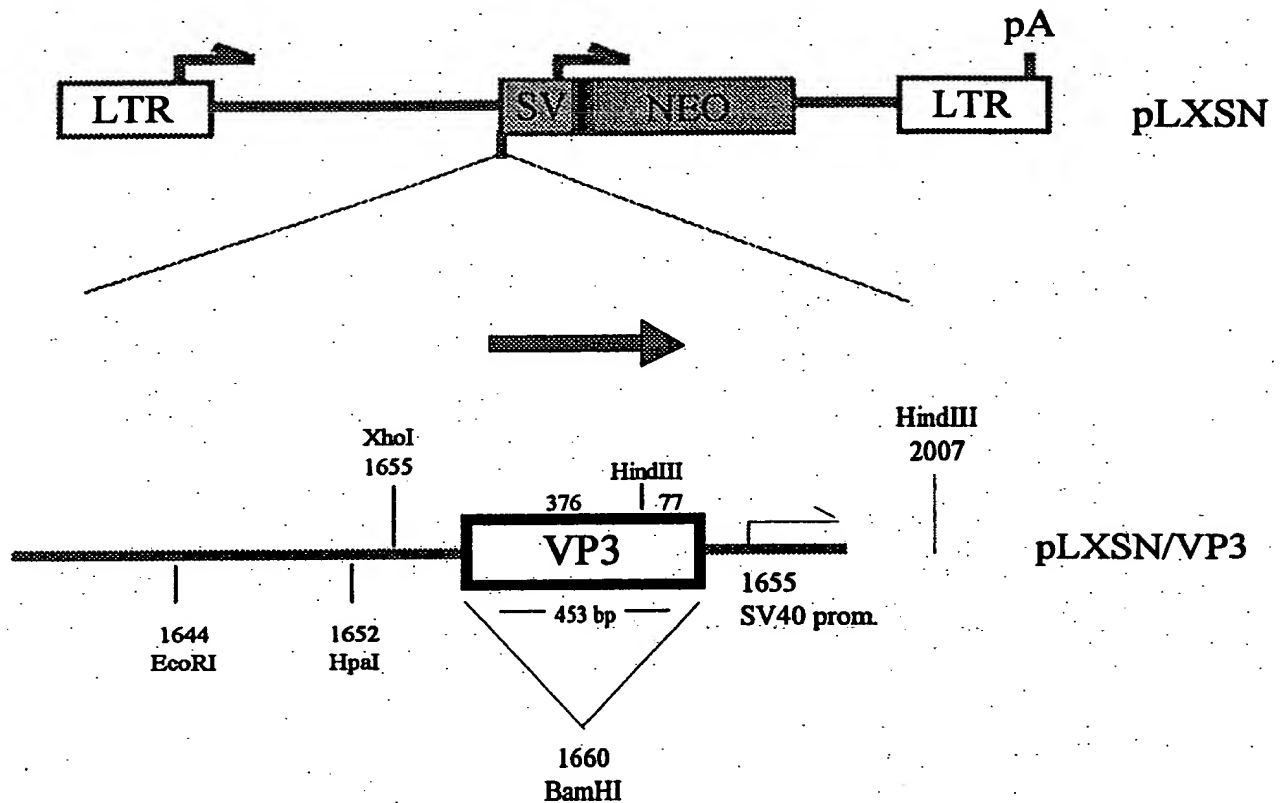 pA
LTR
SV
NEO
LTR
pLXSN
XhoI
1655
HindIII
2007
HindIII
376
77
VP3
pLXSN/VP3
453 bp
1655
SV40 prom.
1644
EcoRI
1652
HpaI
1660
BamHI